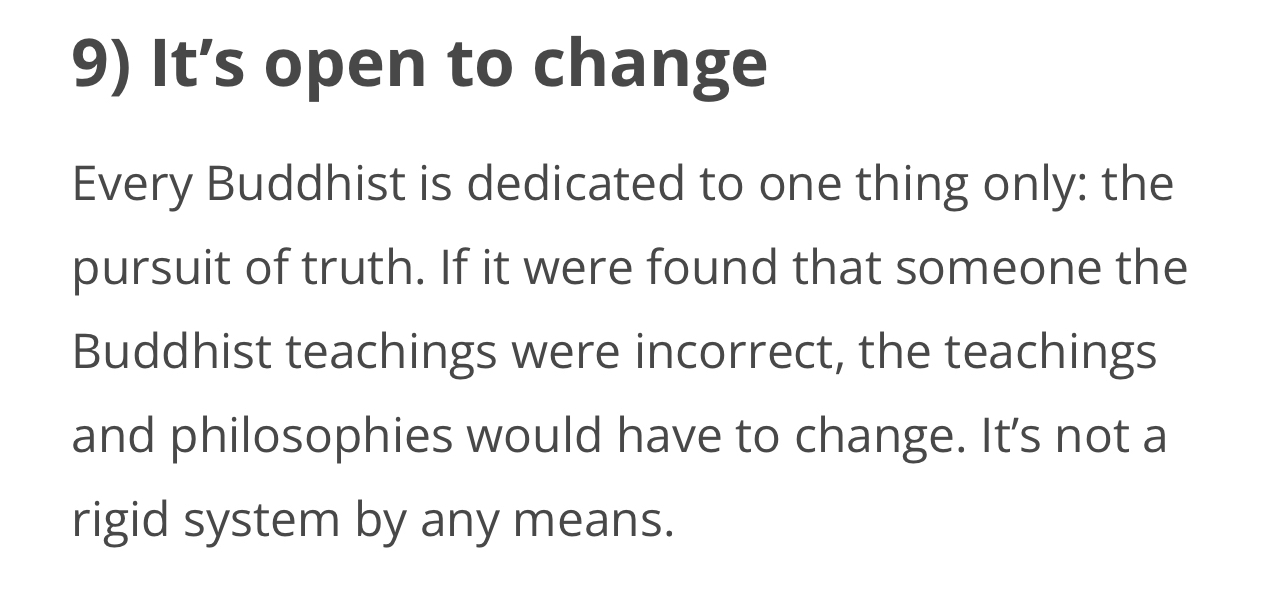 9) It’s open to change
Every Buddhist is dedicated to one thing only: the
pursuit of truth. If it were found that someone the
Buddhist teachings were incorrect, the teachings
and philosophies would have to change. It’s not a
rigid system by any means.